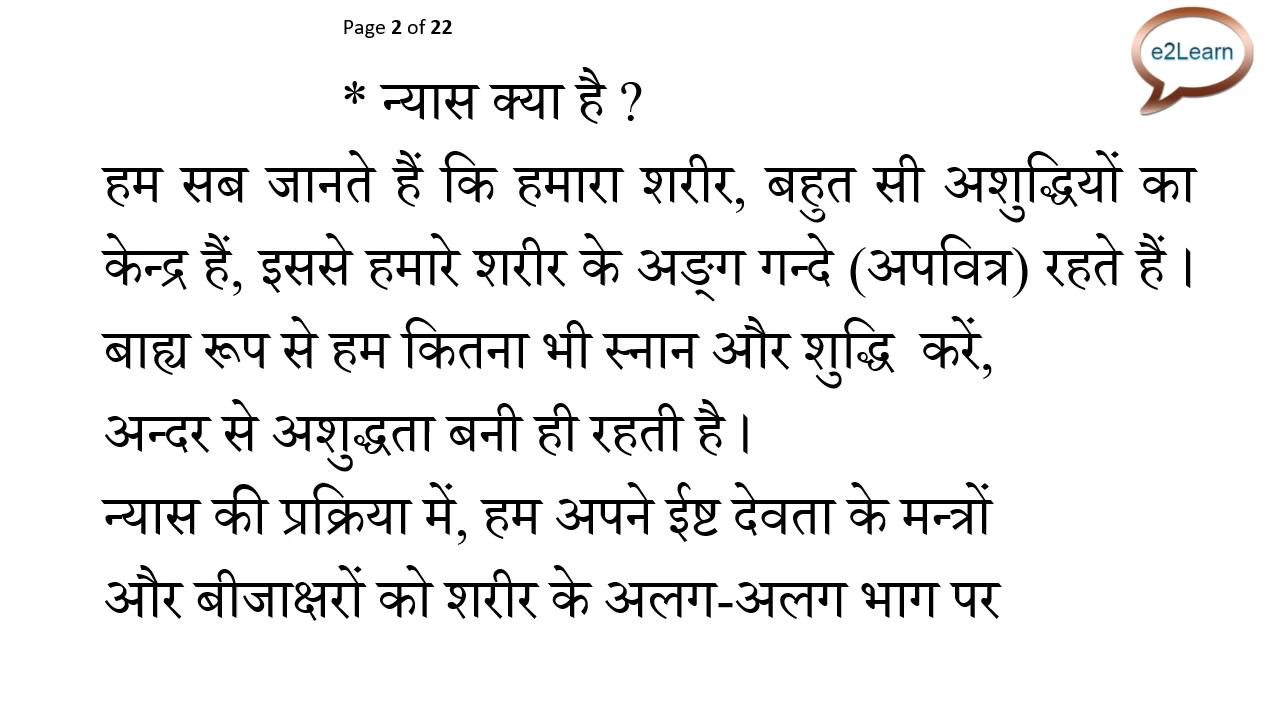 Page 2 of 22
e2Learn
* न्यास क्या है ?
हम सब जानते हैं कि हमारा शरीर, बहुत सी अशुद्धियों का
केन्द्र हैं, इससे हमारे शरीर के अङ्ग गन्दे (अपवित्र) रहते हैं ।
बाह्य रूप से हम कितना भी स्नान और शुद्धि करें,
अन्दर से अशुद्धता बनी ही रहती है ।
न्यास की प्रक्रिया में, हम अपने ईष्ट देवता के मन्त्रों
और बीजाक्षरों को शरीर के अलग-अलग भाग पर